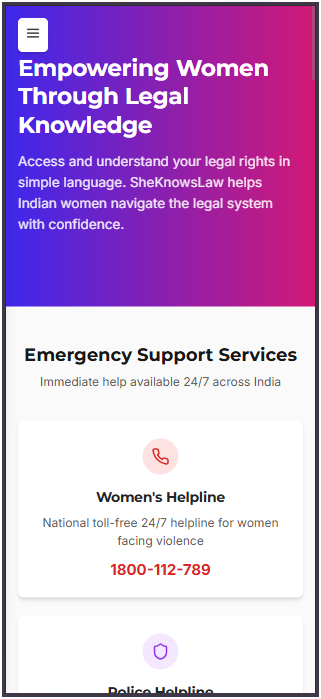 Empowering Women
Through Legal
Knowledge
Access and understand your legal rights in
simple language. SheKnowsLaw helps
Indian women navigate the legal system
with confidence.
Emergency Support Services
Immediate help available 24/7 across India
Women's Helpline
National toll-free 24/7 helpline for women
facing violence
1800-112-789
Police Helpline